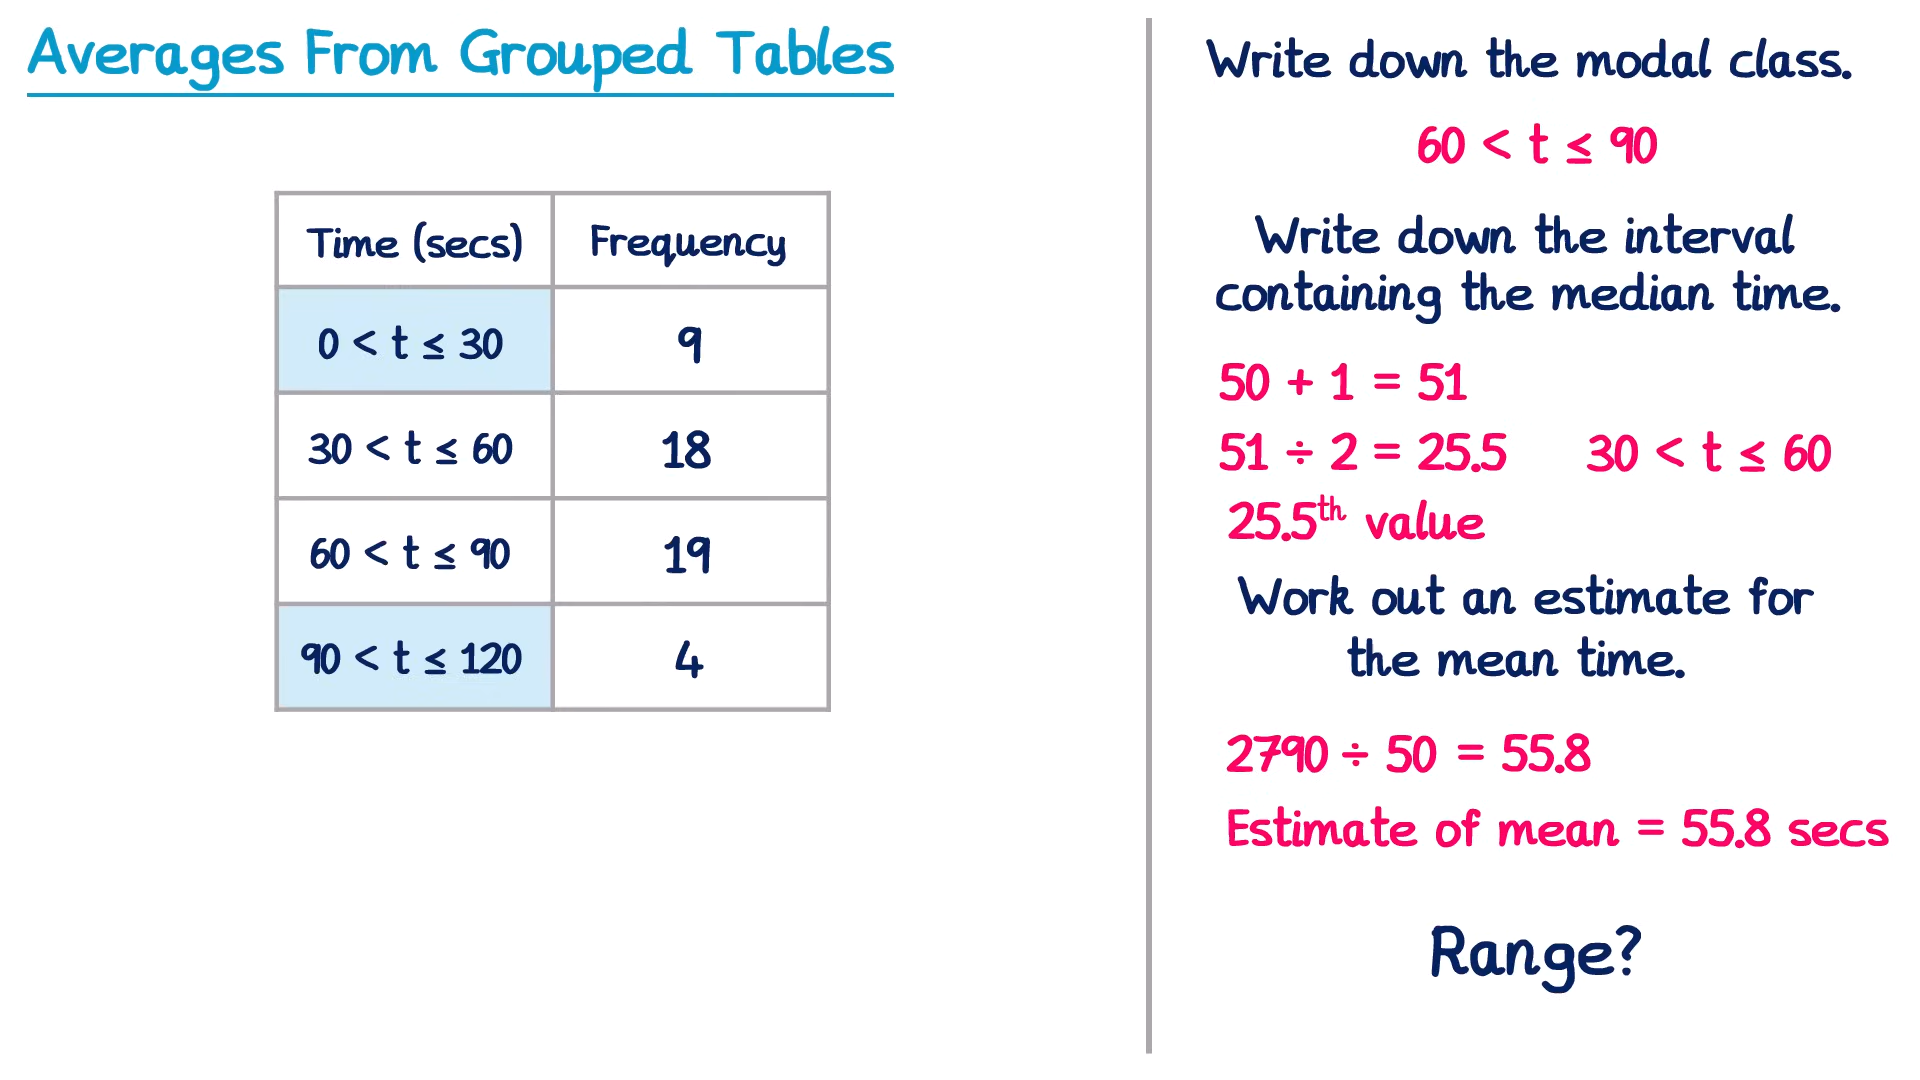 Averages From Grouped Tables
Time (secs) Frequency
0 < t ≤ 30 9
30 < t ≤ 60 18
60 < t ≤ 90 19
90 < t ≤ 120 4
Write down the modal class.
60 < t ≤ 90
Write down the interval
containing the median time.
50 + 1 = 51
51 ÷ 2 = 25.5 30 < t ≤ 60
25.5th value
Work out an estimate for
the mean time.
2790 ÷ 50 = 55.8
Estimate of mean = 55.8 secs
Range?